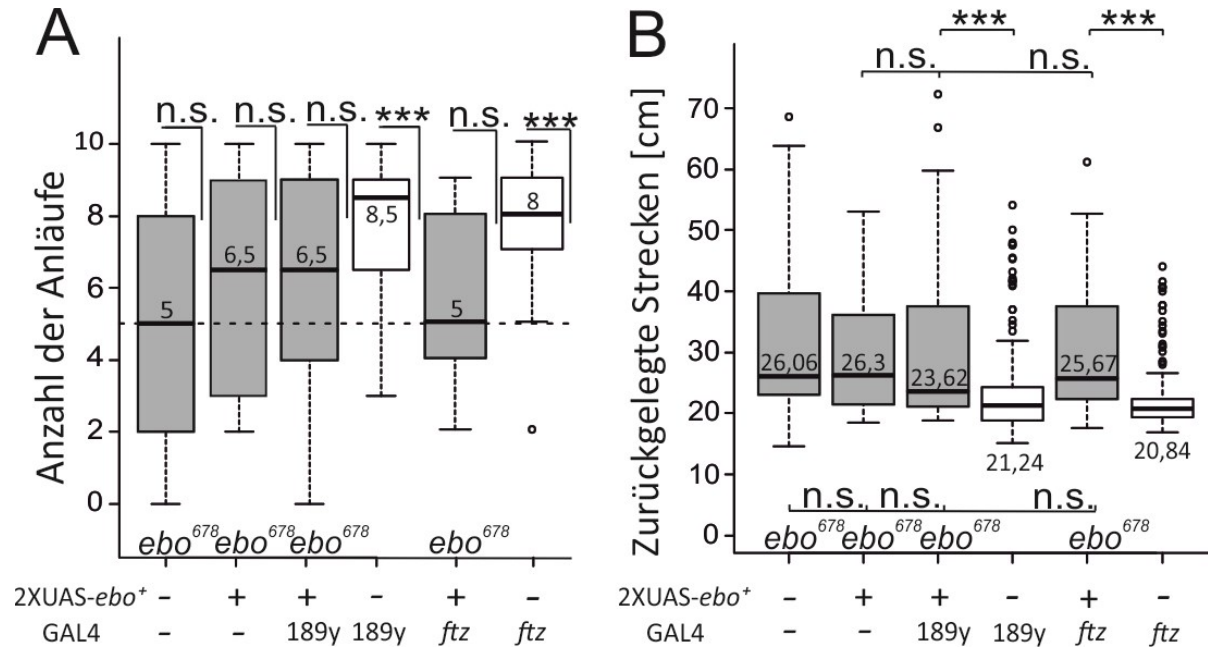 A
Anzahl der Anläufe
10
8
6
4
2
0
n.s. n.s. n.s. *** n.s. ***
5
6,5
6,5
8,5
5
8
ebo⁶⁷⁸ ebo⁶⁷⁸ ebo⁶⁷⁸ ebo⁶⁷⁸
2XUAS-ebo⁺ – + + – + –
GAL4 – – 189y 189y ftz ftz
B
Zurückgelegte Strecken [cm]
70
60
50
40
30
20
10
0
*** ***
n.s. n.s.
26,06
26,3
23,62
21,24
25,67
20,84
n.s. n.s. n.s.
ebo⁶⁷⁸ ebo⁶⁷⁸ ebo⁶⁷⁸ ebo⁶⁷⁸
2XUAS-ebo⁺ – + + – + –
GAL4 – – 189y 189y ftz ftz